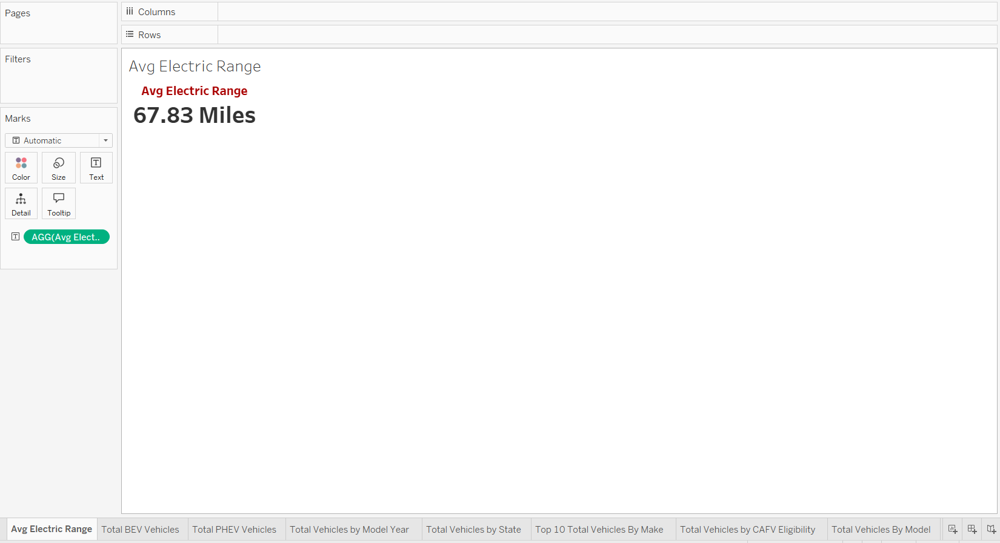 Pages
Columns
Rows
Filters
Avg Electric Range
Avg Electric Range
67.83 Miles
Marks
Automatic
Color Size Text
Detail Tooltip
AGG(Avg Elect..
Avg Electric Range Total BEV Vehicles Total PHEV Vehicles Total Vehicles by Model Year Total Vehicles by State Top 10 Total Vehicles By Make Total Vehicles by CAFV Eligibility Total Vehicles By Model